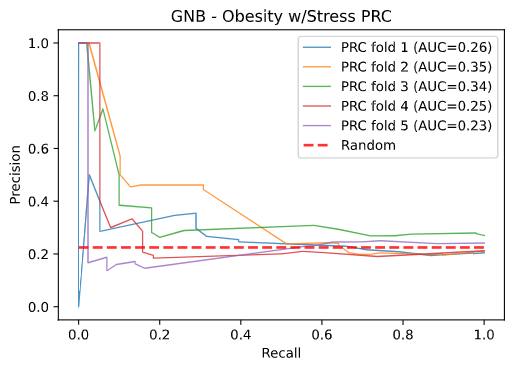 GNB - Obesity w/Stress PRC
PRC fold 1 (AUC=0.26)
PRC fold 2 (AUC=0.35)
PRC fold 3 (AUC=0.34)
PRC fold 4 (AUC=0.25)
PRC fold 5 (AUC=0.23)
Random
Precision
1.0
0.8
0.6
0.4
0.2
0.0
0.0 0.2 0.4 0.6 0.8 1.0
Recall